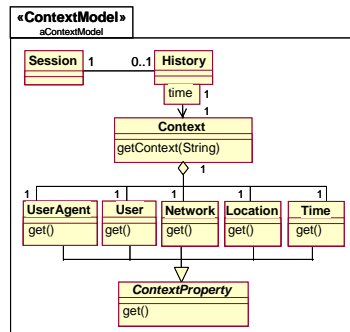 «ContextModel»
aContextModel
Session 1 0..1 History
time 1
1
Context
getContext(String)
1
1 1 1 1 1
UserAgent User Network Location Time
get() get() get() get() get()
ContextProperty
get()